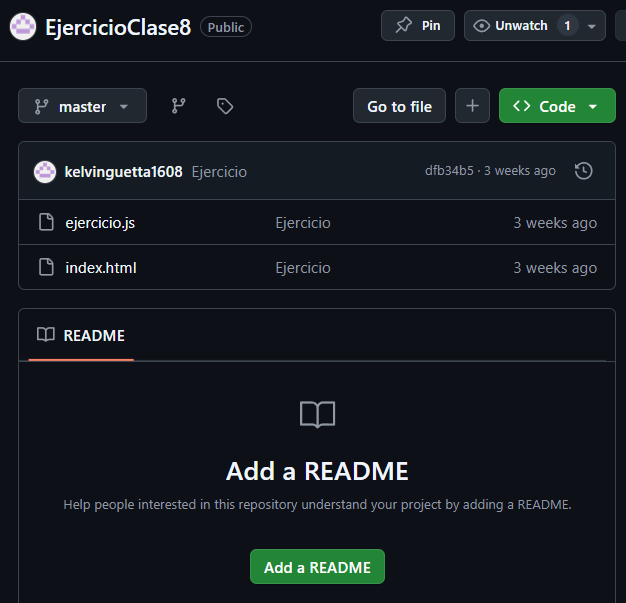 EjercicioClase8 Public Pin Unwatch 1
master Go to file Code
kelvinguetta1608 Ejercicio dfb34b5 · 3 weeks ago
ejercicio.js Ejercicio 3 weeks ago
index.html Ejercicio 3 weeks ago
README
Add a README
Help people interested in this repository understand your project by adding a README.
Add a README